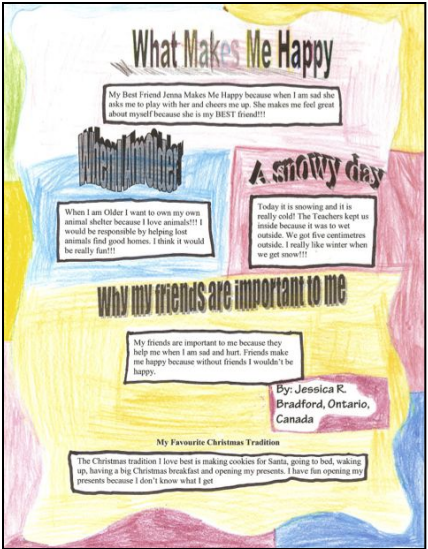 What Makes Me Happy
My Best Friend Jenna Makes Me Happy because when I am sad she
asks me to play with her and cheers me up. She makes me feel great
about myself because she is my BEST friend!!!
When I Am Older
When I am Older I want to own my own
animal shelter because I love animals!!! I
would be responsible by helping lost
animals find good homes. I think it would
be really fun!!!
A snowy day
Today it is snowing and it is
really cold! The Teachers kept us
inside because it was to wet
outside. We got five centimetres
outside. I really like winter when
we get snow!!!
Why my friends are important to me
My friends are important to me because they
help me when I am sad and hurt. Friends make
me happy because without friends I wouldn't be
happy.
By: Jessica R.
Bradford, Ontario,
Canada
My Favourite Christmas Tradition
The Christmas tradition I love best is making cookies for Santa, going to bed, waking
up, having a big Christmas breakfast and opening my presents. I have fun opening my
presents because I don't know what I get